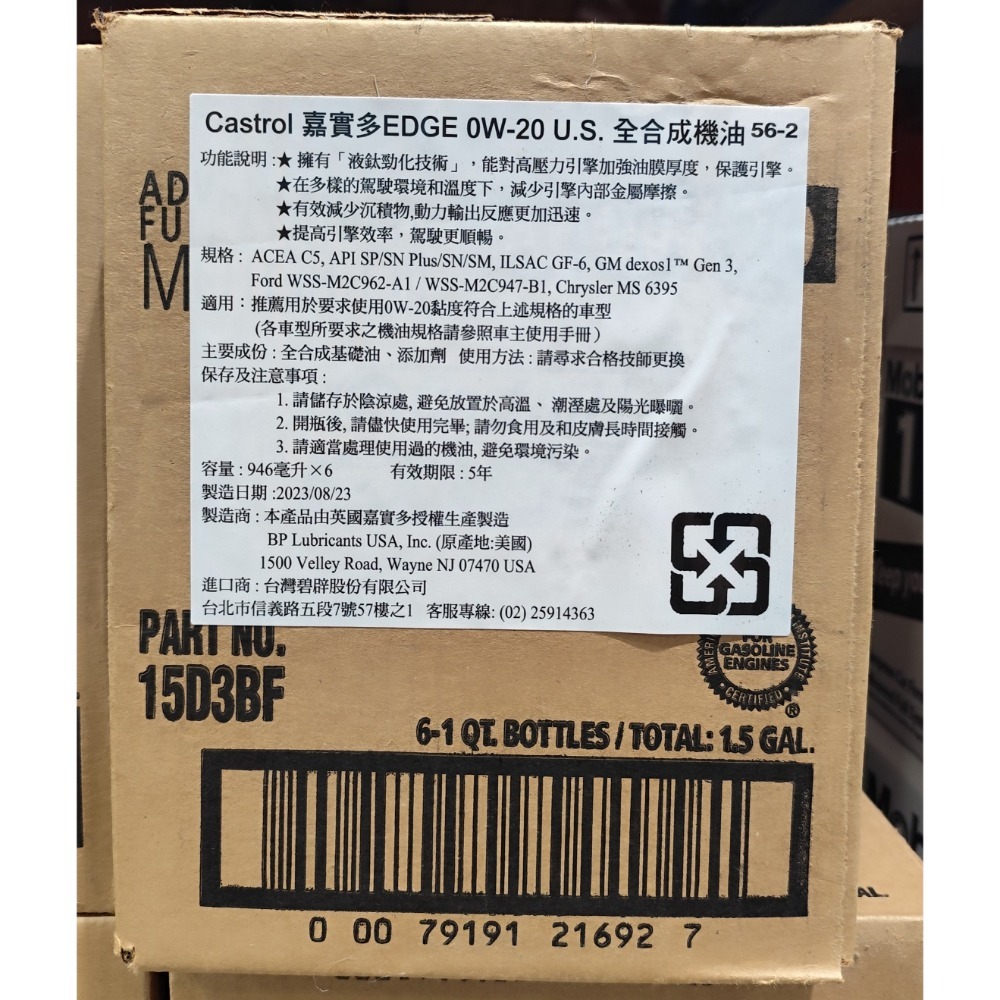 Castrol 嘉實多EDGE 0W-20 U.S. 全合成機油 56-2
功能說明 :★ 擁有「液鈦勁化技術」，能對高壓力引擎加強油膜厚度，保護引擎。
★在多樣的駕駛環境和溫度下，減少引擎內部金屬摩擦。
★有效減少沉積物,動力輸出反應更加迅速。
★提高引擎效率，駕駛更順暢。
規格 : ACEA C5, API SP/SN Plus/SN/SM, ILSAC GF-6, GM dexos1™ Gen 3,
Ford WSS-M2C962-A1 / WSS-M2C947-B1, Chrysler MS 6395
適用 : 推薦用於要求使用0W-20黏度符合上述規格的車型
(各車型所要求之機油規格請參照車主使用手冊)
主要成份 : 全合成基礎油、添加劑 使用方法 : 請尋求合格技師更換
保存及注意事項 :
1. 請儲存於陰涼處, 避免放置於高溫、潮溼處及陽光曝曬。
2. 開瓶後, 請儘快使用完畢; 請勿食用及和皮膚長時間接觸。
3. 請適當處理使用過的機油, 避免環境污染。
容量 : 946毫升×6 有效期限 : 5年
製造日期 :2023/08/23
製造商 : 本產品由英國嘉實多授權生產製造
BP Lubricants USA, Inc. (原產地:美國)
1500 Velley Road, Wayne NJ 07470 USA
進口商 : 台灣碧辟股份有限公司
台北市信義路五段7號57樓之1 客服專線: (02) 25914363
AD
FU
M
PART NO.
15D3BF
FOR
GASOLINE
ENGINES
CERTIFIED
®
6-1 QT. BOTTLES / TOTAL: 1.5 GAL.
0 00 79191 21692 7
Mob
1
AL.